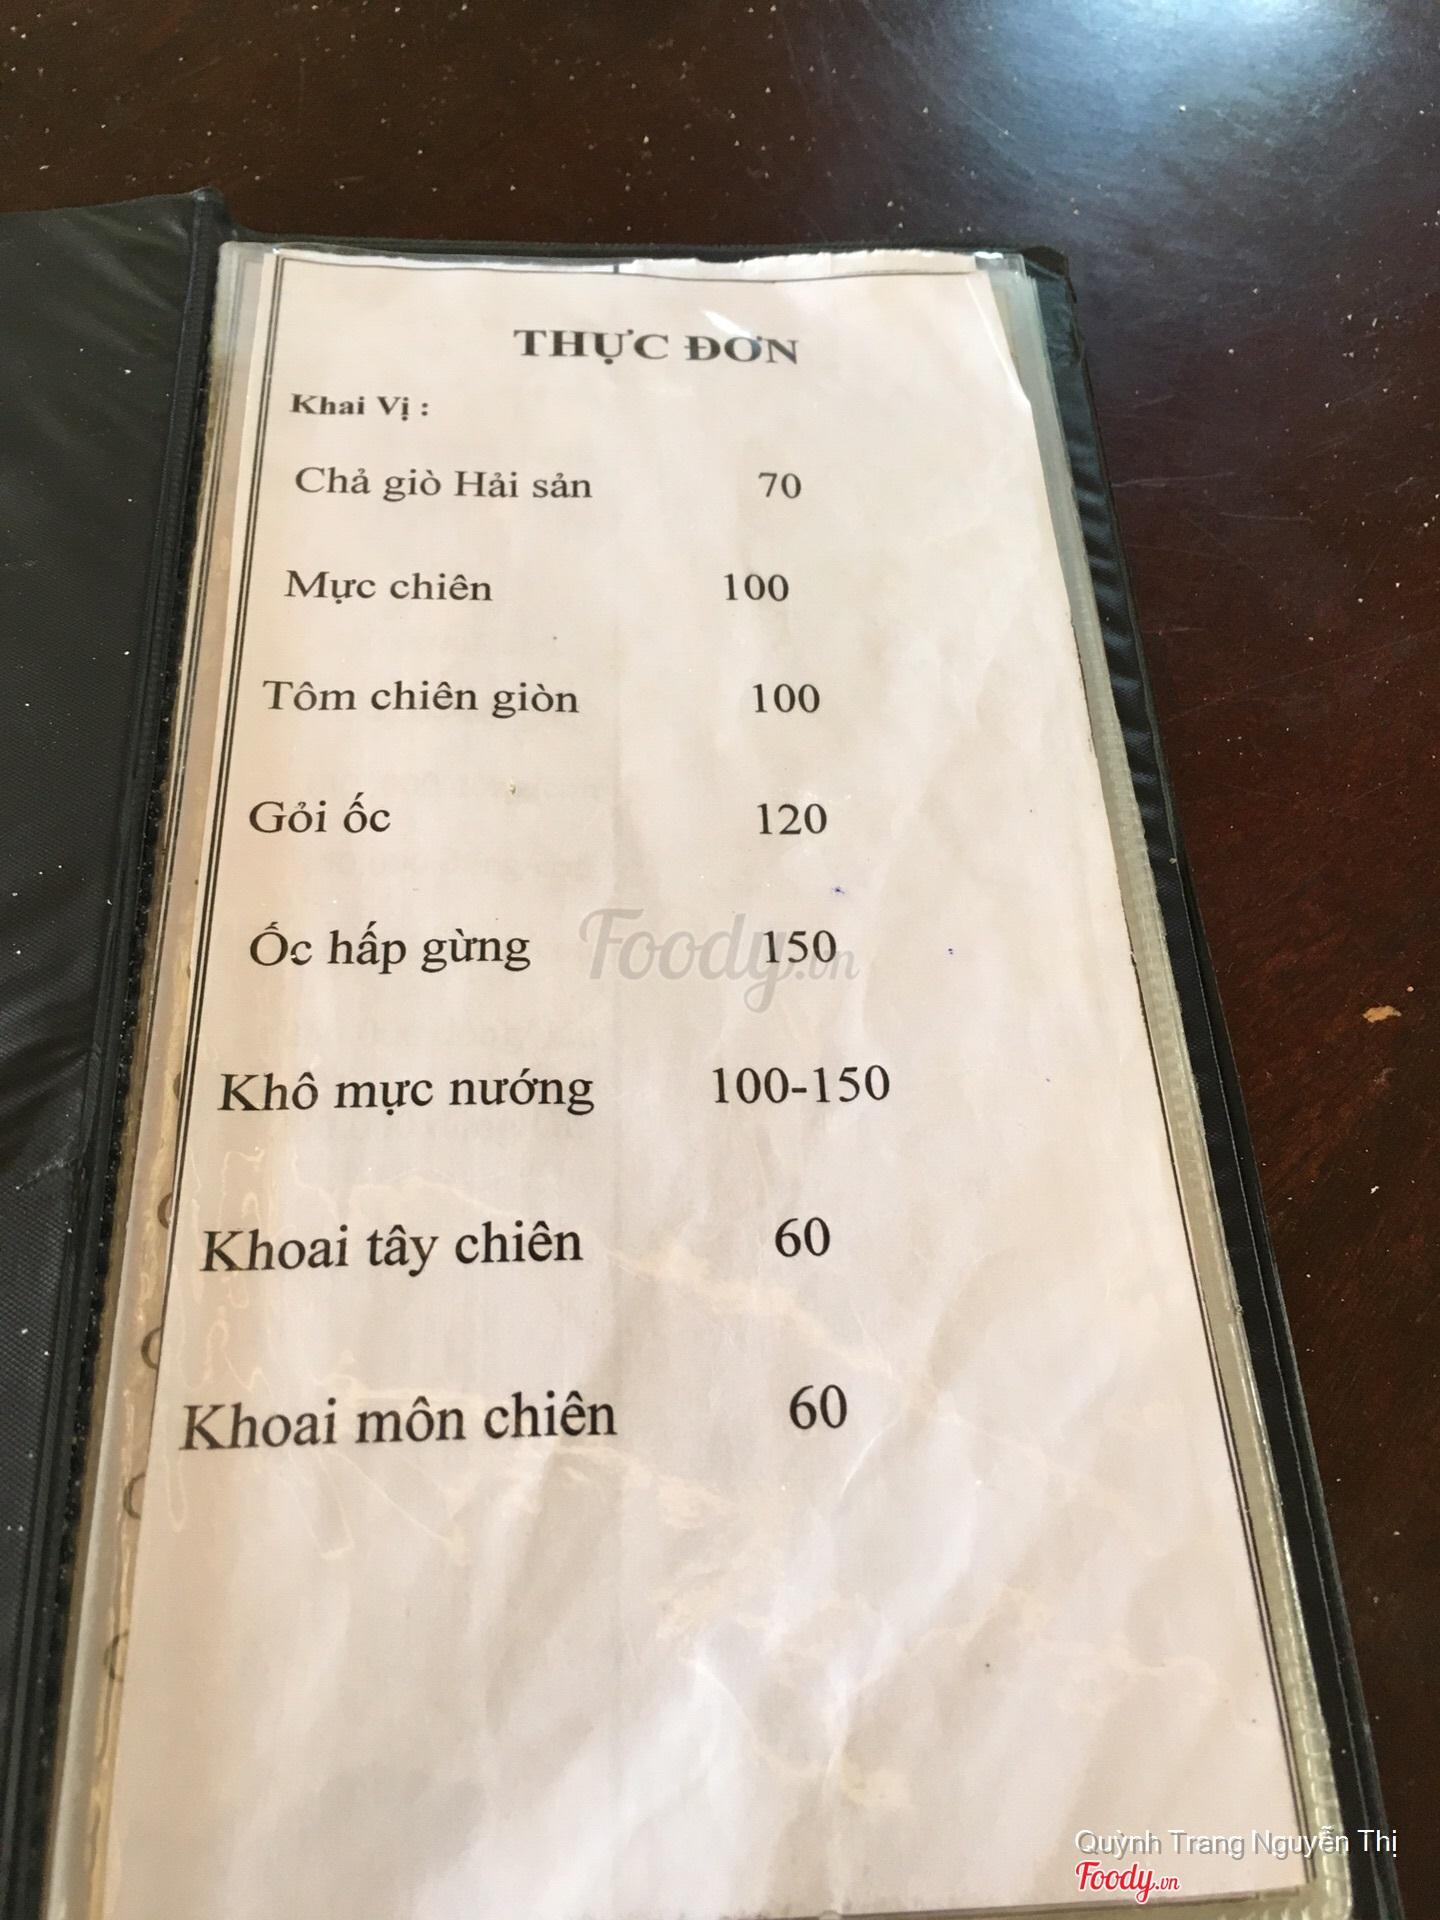 THỰC ĐƠN
Khai Vị :
Chả giò Hải sản 70
Mực chiên 100
Tôm chiên giòn 100
Gỏi ốc 120
Ốc hấp gừng 150
Foody.vn
Khô mực nướng 100-150
Khoai tây chiên 60
Khoai môn chiên 60
Quỳnh Trang Nguyễn Thị
Foody.vn